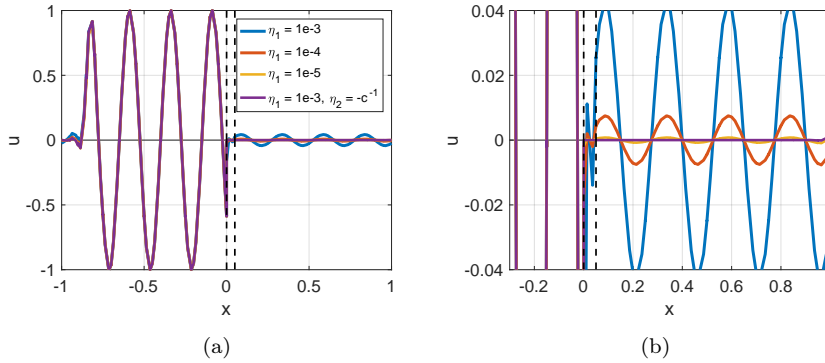 1
0.5
0
-0.5
-1
u
-1 -0.5 0 0.5 1
x
η₁ = 1e-3
η₁ = 1e-4
η₁ = 1e-5
η₁ = 1e-3, η₂ = -c⁻¹
(a)
0.04
0.02
0
-0.02
-0.04
u
-0.2 0 0.2 0.4 0.6 0.8
x
(b)